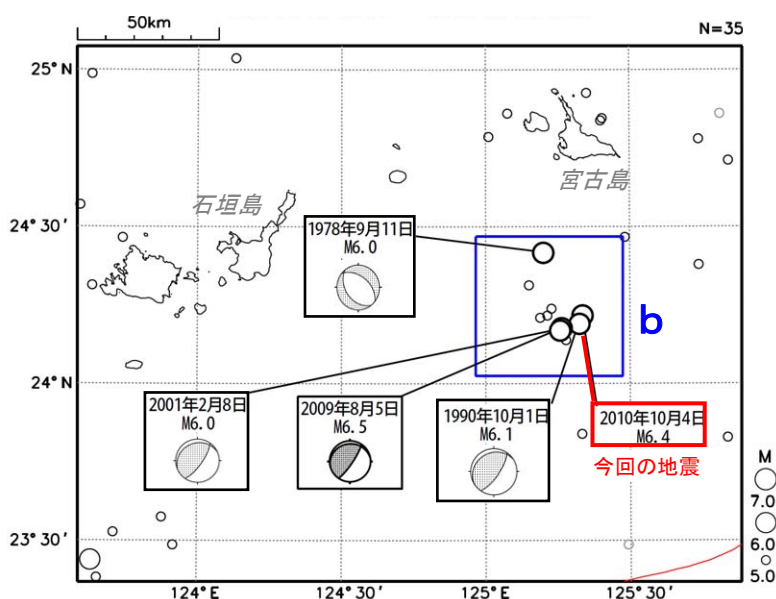 50km
N=35
25°N
宮古島
石垣島
24°30'
1978年9月11日
M6.0
b
24°N
2001年2月8日
M6.0
2009年8月5日
M6.5
1990年10月1日
M6.1
2010年10月4日
M6.4
今回の地震
M
7.0
6.0
5.0
23°30'
124°E
124°30'
125°E
125°30'